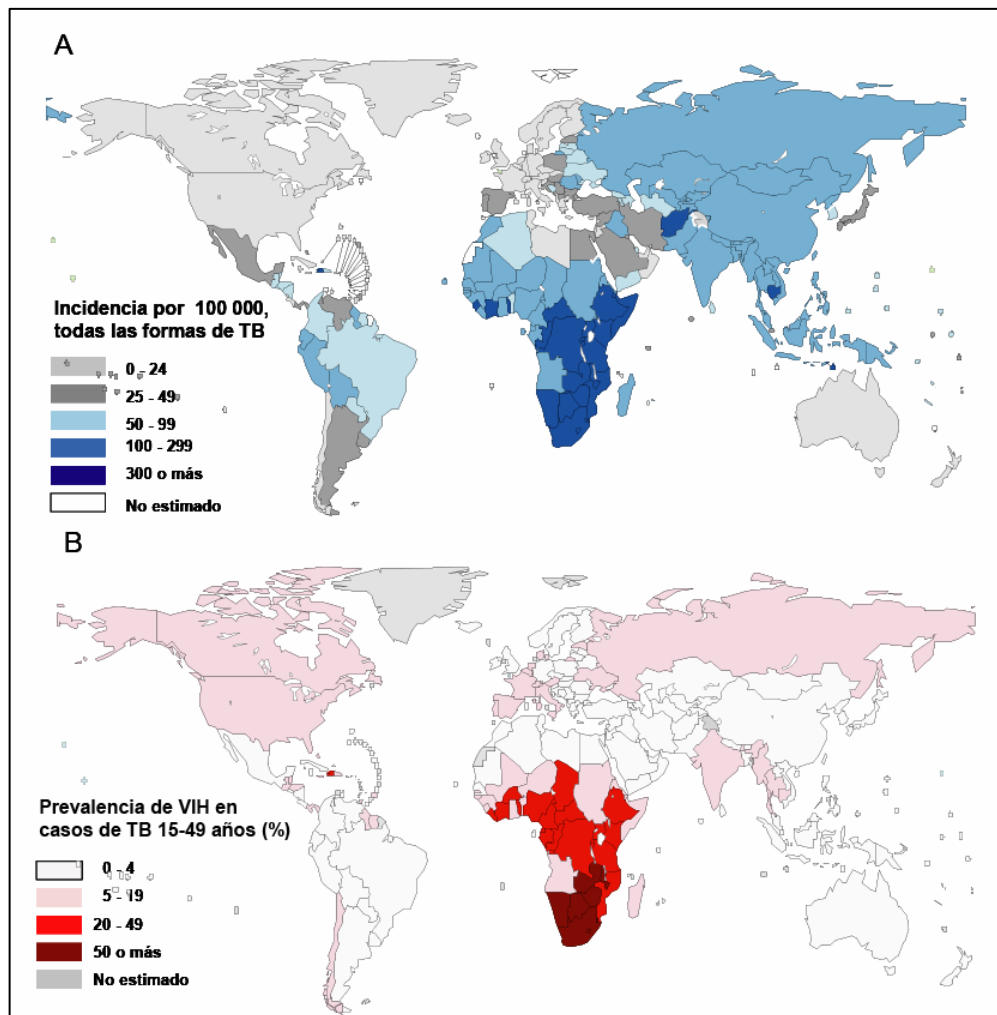 A
Incidencia por 100 000,
todas las formas de TB
0 - 24
25 - 49
50 - 99
100 - 299
300 o más
No estimado
B
Prevalencia de VIH en
casos de TB 15-49 años (%)
0 - 4
5 - 19
20 - 49
50 o más
No estimado